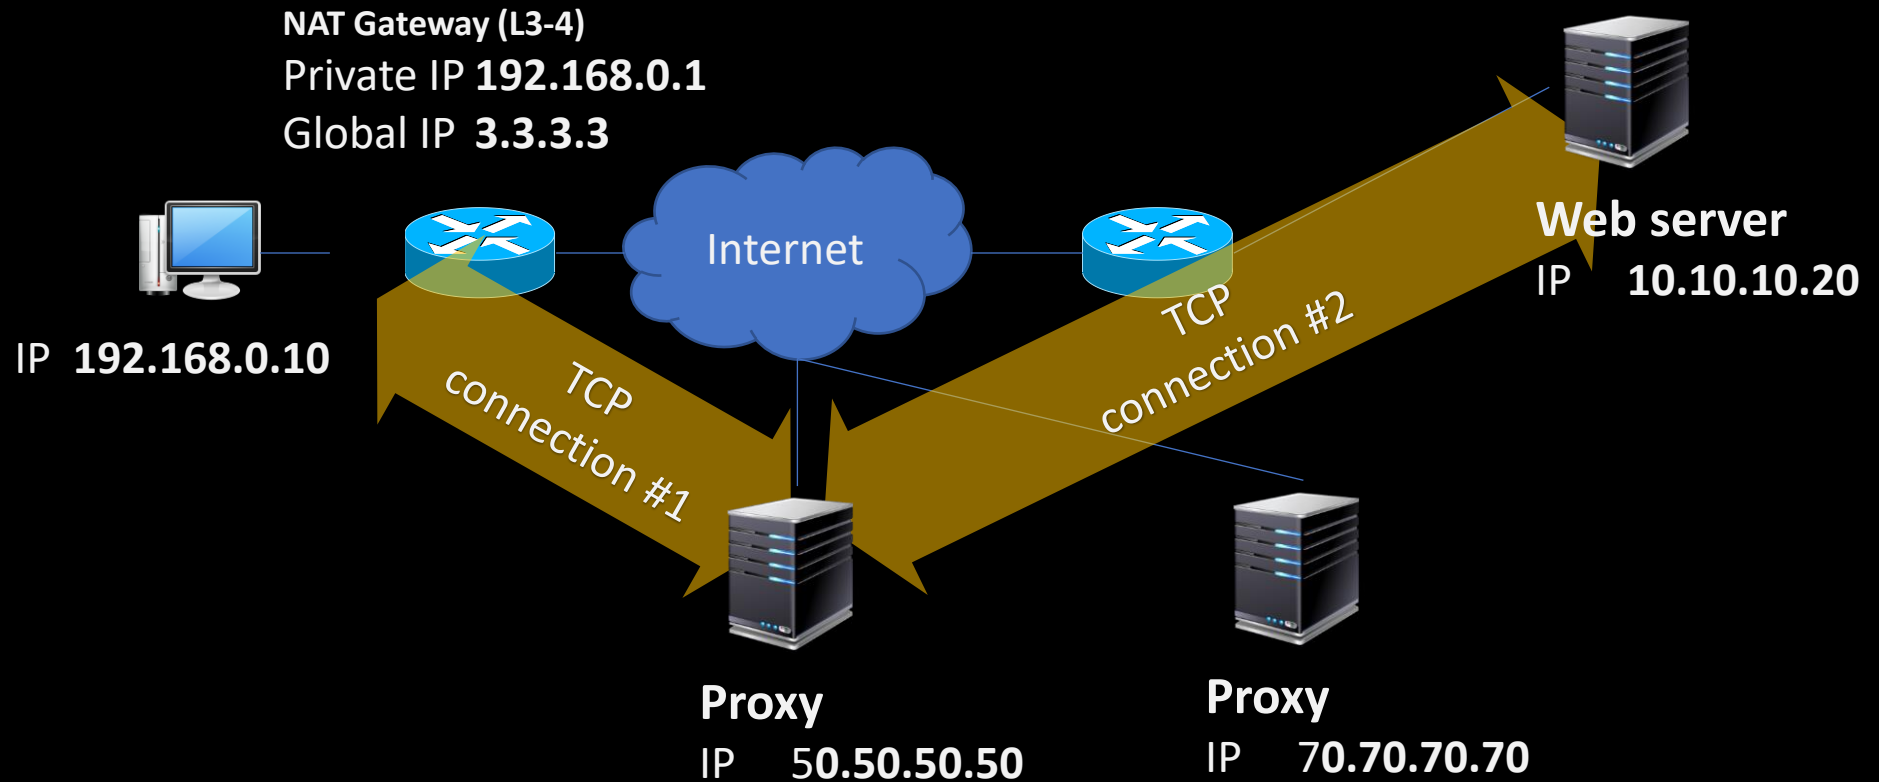 NAT Gateway (L3-4)
Private IP 192.168.0.1
Global IP 3.3.3.3
Internet
Web server
IP 10.10.10.20
IP 192.168.0.10
TCP
connection #1
TCP
connection #2
Proxy
IP 50.50.50.50
Proxy
IP 70.70.70.70